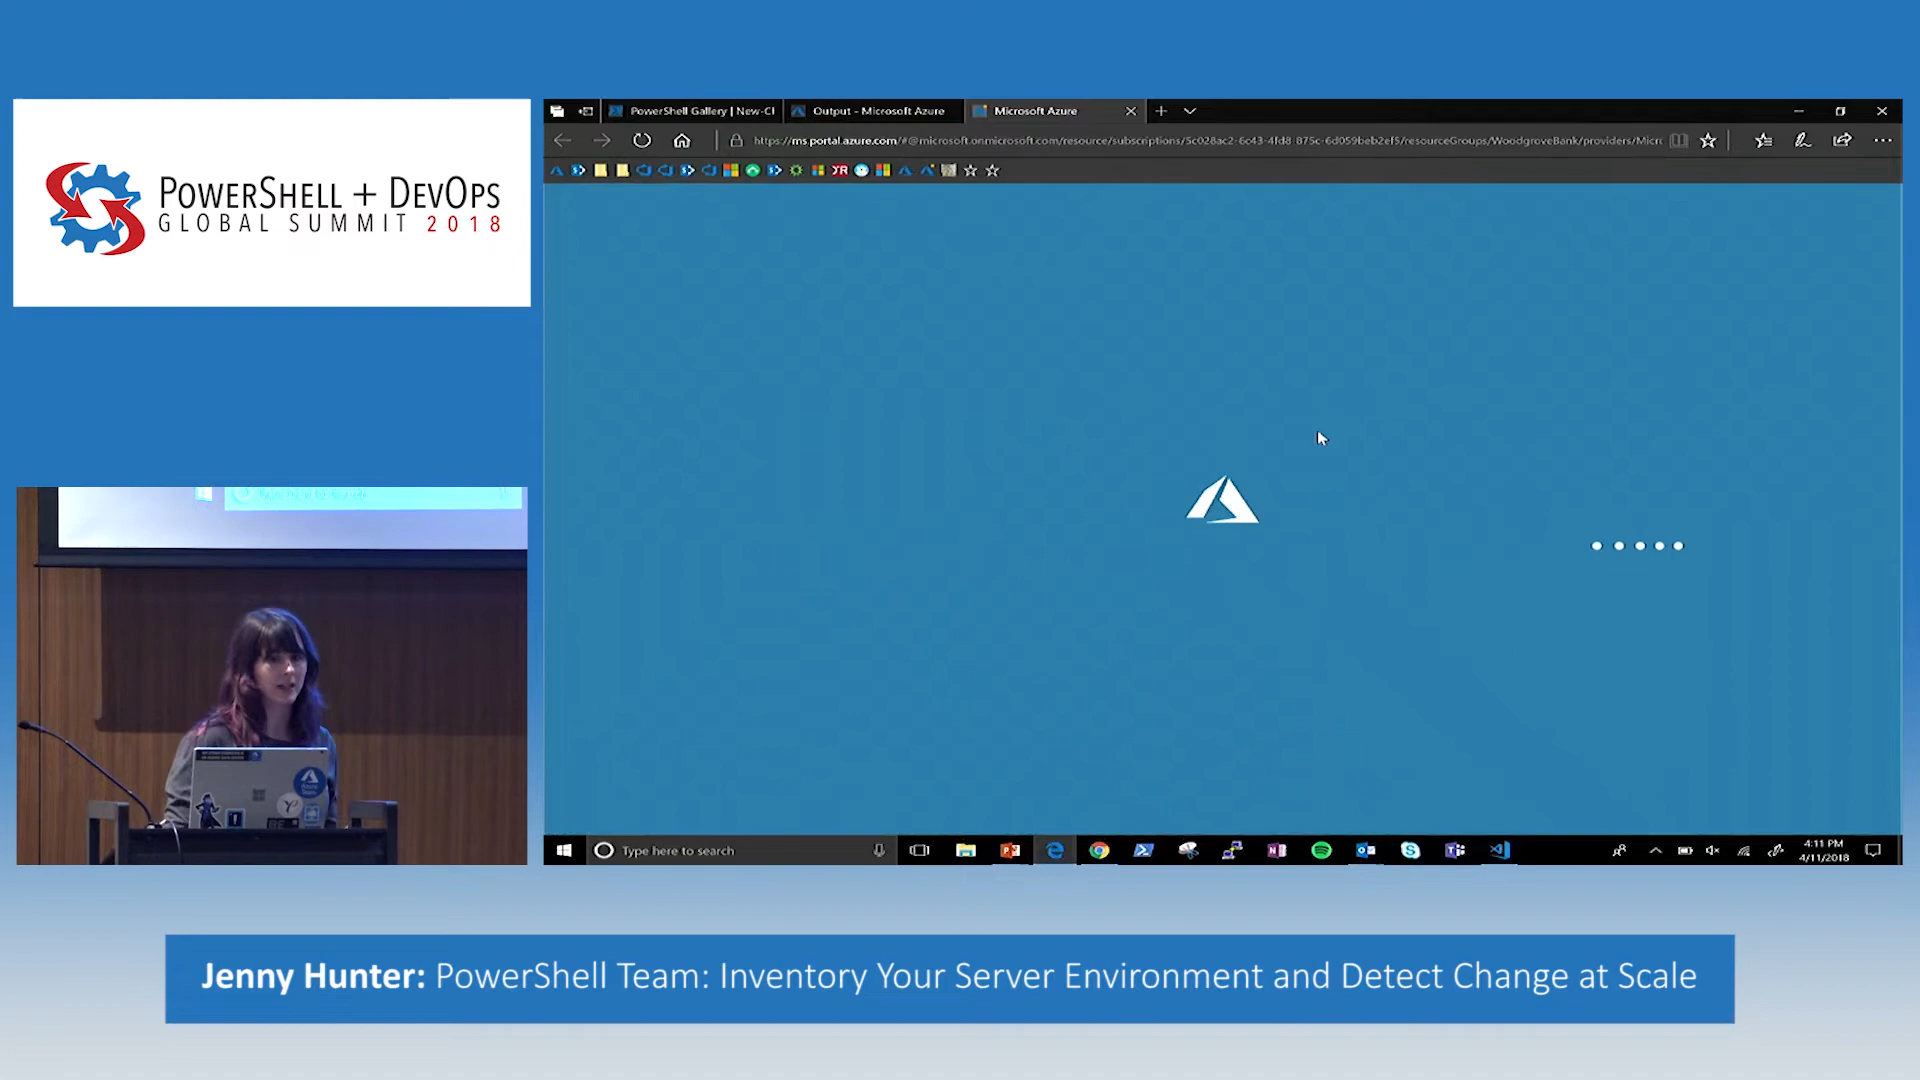 POWERSHELL + DEVOPS
GLOBAL SUMMIT 2018
PowerShell Gallery | New-Cl
Output - Microsoft Azure
Microsoft Azure
https://ms.portal.azure.com/#@microsoft.onmicrosoft.com/resource/subscriptions/5c028ac2-6c43-4fd8-875c-6d059beb2ef5/resourceGroups/WoodgroveBank/providers/Micro
Type here to search
4:11 PM
4/11/2018
Jenny Hunter: PowerShell Team: Inventory Your Server Environment and Detect Change at Scale